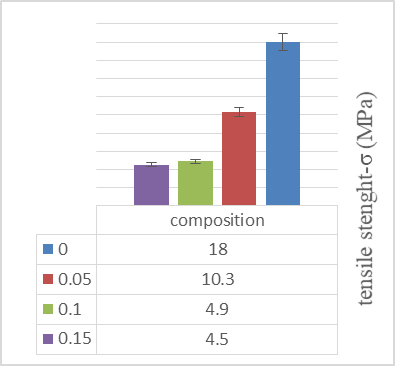 tensile stenght-σ (MPa)
composition
0 18
0.05 10.3
0.1 4.9
0.15 4.5